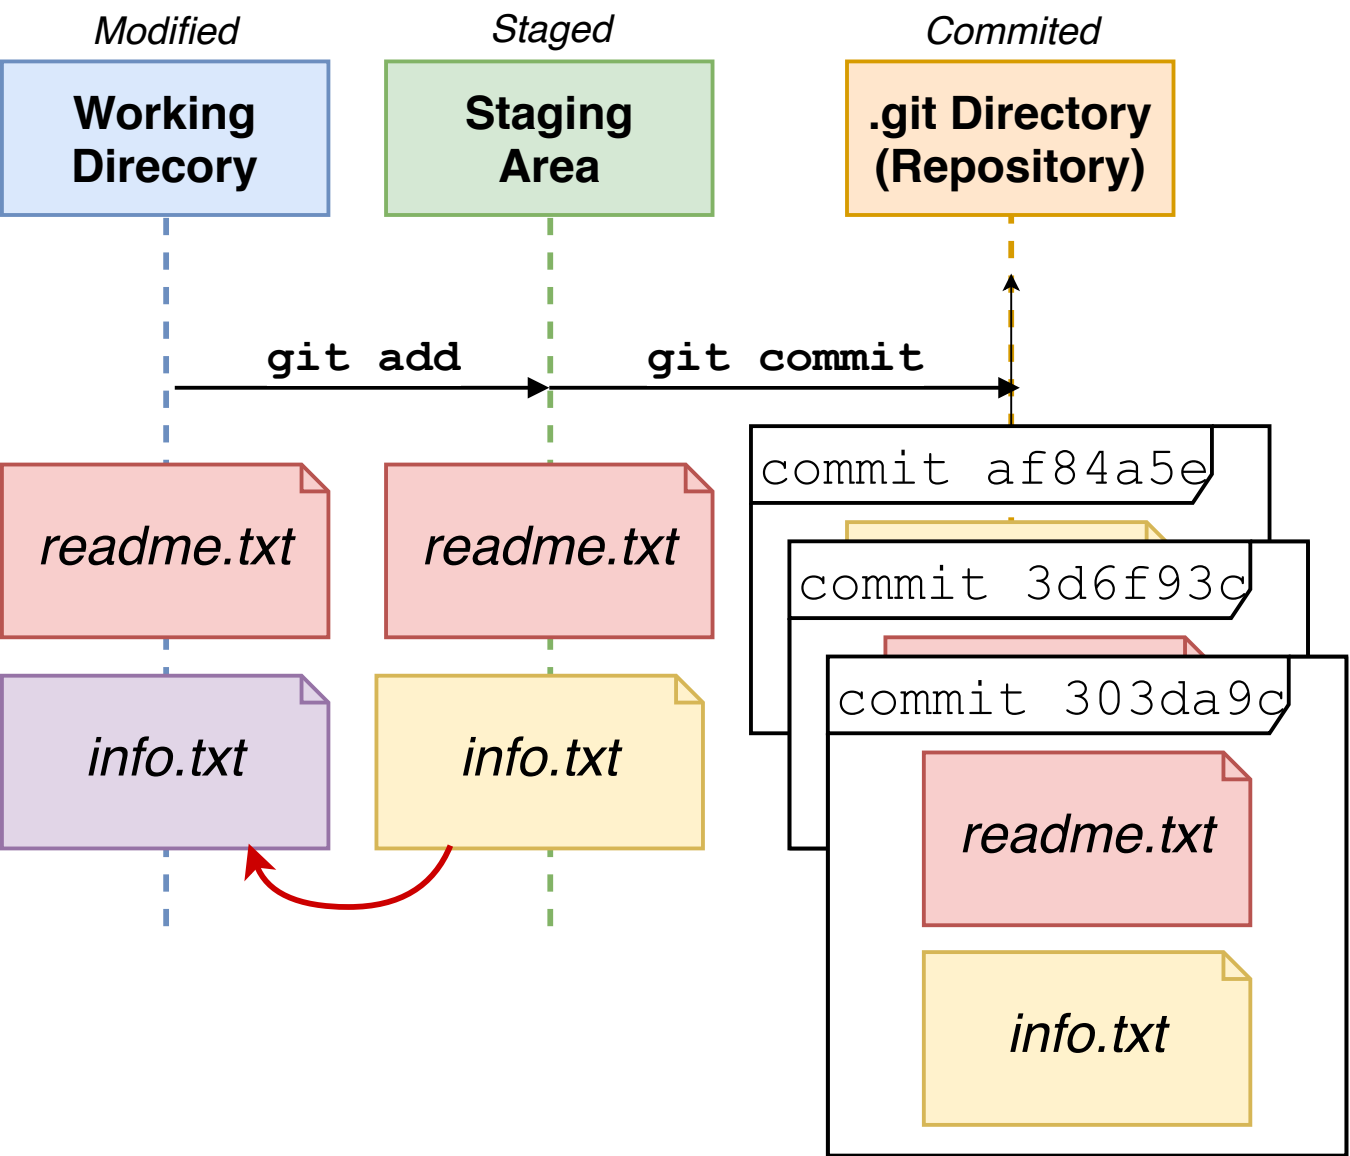 Modified
Staged
Commited
Working
Direcory
Staging
Area
.git Directory
(Repository)
git add
git commit
commit af84a5e
readme.txt
readme.txt
commit 3d6f93c
commit 303da9c
info.txt
info.txt
readme.txt
info.txt